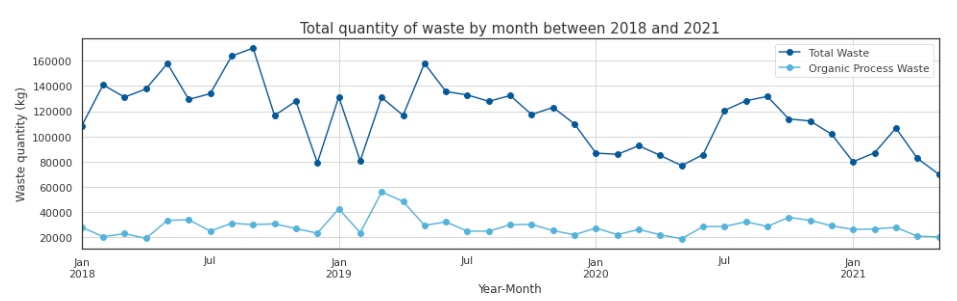 Total quantity of waste by month between 2018 and 2021
Total Waste
Organic Process Waste
Waste quantity (kg)
160000
140000
120000
100000
80000
60000
40000
20000
Jan Jul Jan Jul Jan Jul Jan
2018 2019 2020 2021
Year-Month